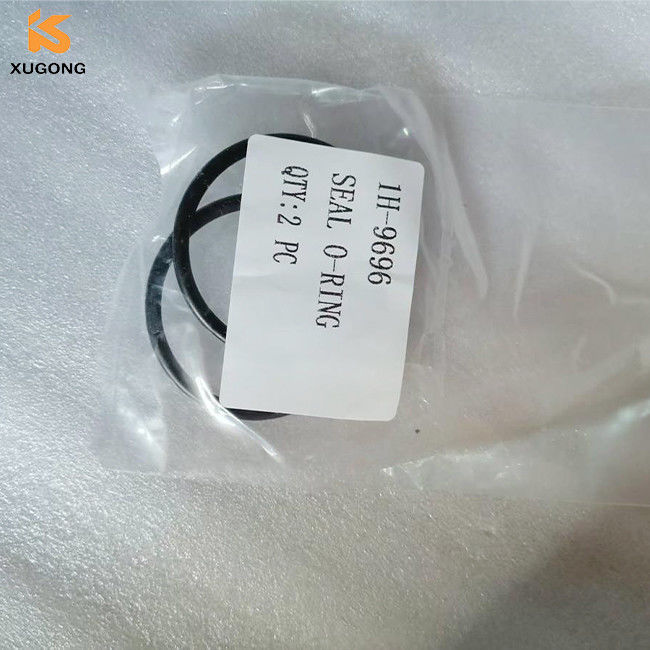 XUGONG
1H-9696
SEAL O-RING
QTY:2 PC